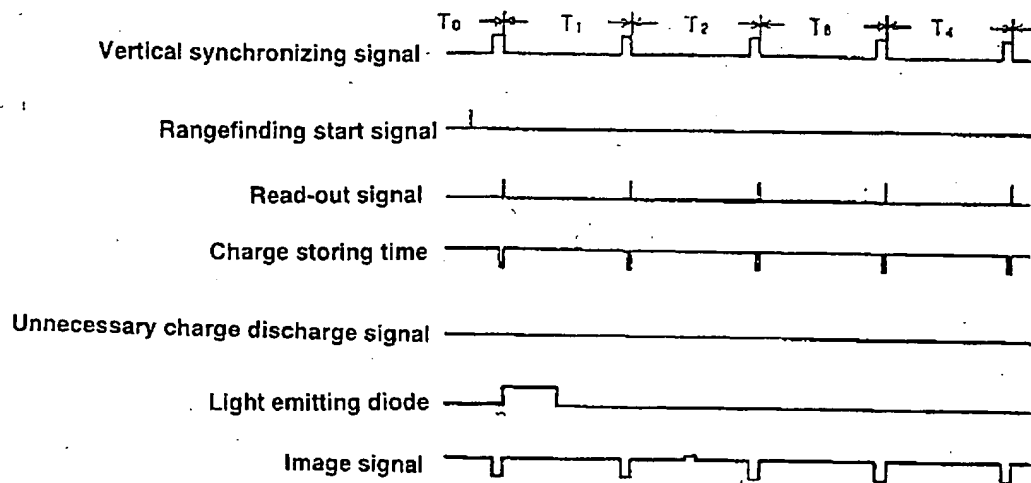 T₀ T₁ T₂ T₃ T₄
Vertical synchronizing signal
Rangefinding start signal
Read-out signal
Charge storing time
Unnecessary charge discharge signal
Light emitting diode
Image signal